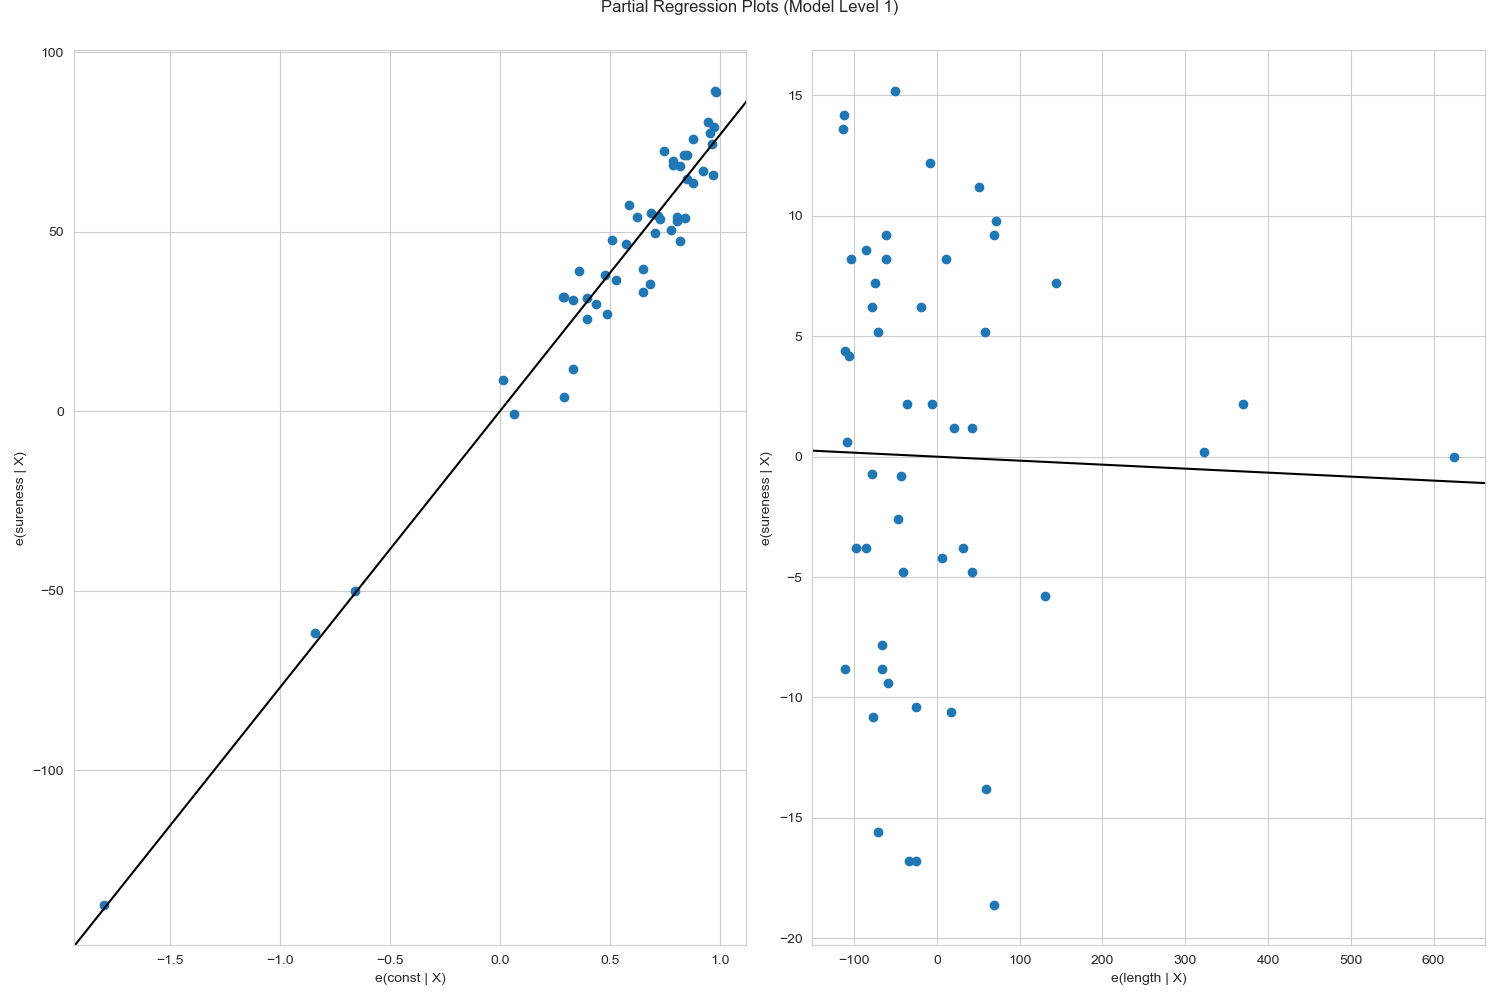 Partial Regression Plots (Model Level 1)
100
50
0
−50
−100
e(sureness | X)
−1.5 −1.0 −0.5 0.0 0.5 1.0
e(const | X)
15
10
5
0
−5
−10
−15
−20
e(sureness | X)
−100 0 100 200 300 400 500 600
e(length | X)